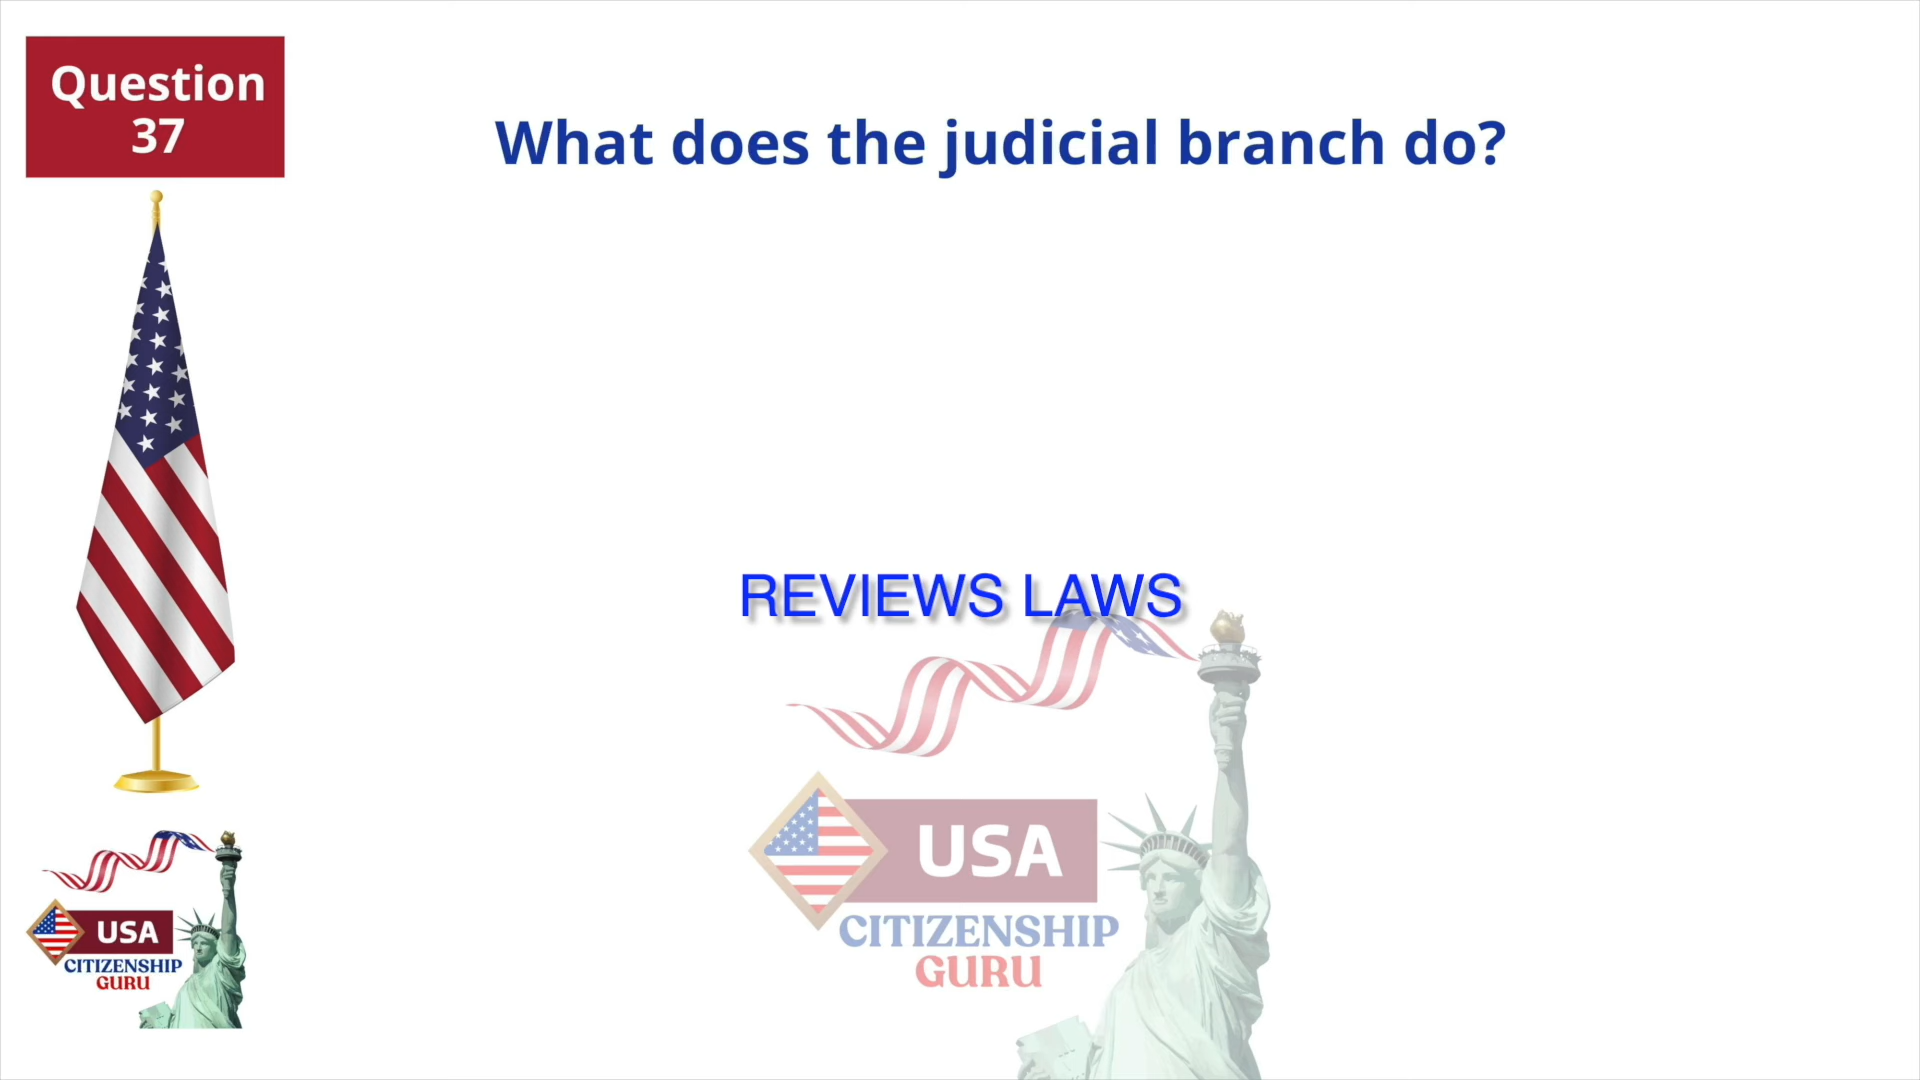 Question
37
What does the judicial branch do?
REVIEWS LAWS
USA
CITIZENSHIP
GURU
USA
CITIZENSHIP
GURU